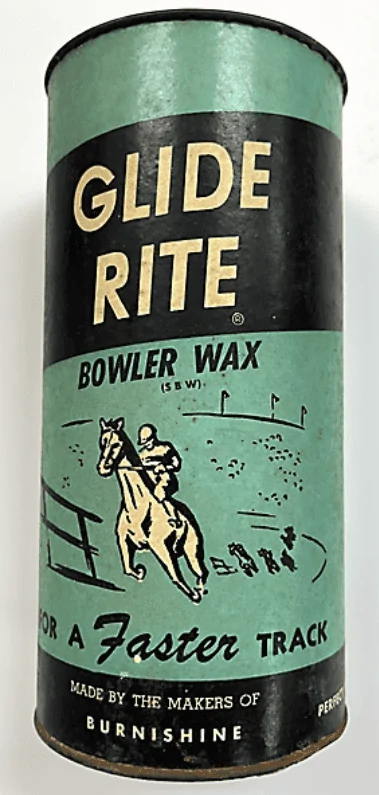 GLIDE
RITE
®
BOWLER WAX
(SBW)
FOR A Faster TRACK
MADE BY THE MAKERS OF
BURNISHINE